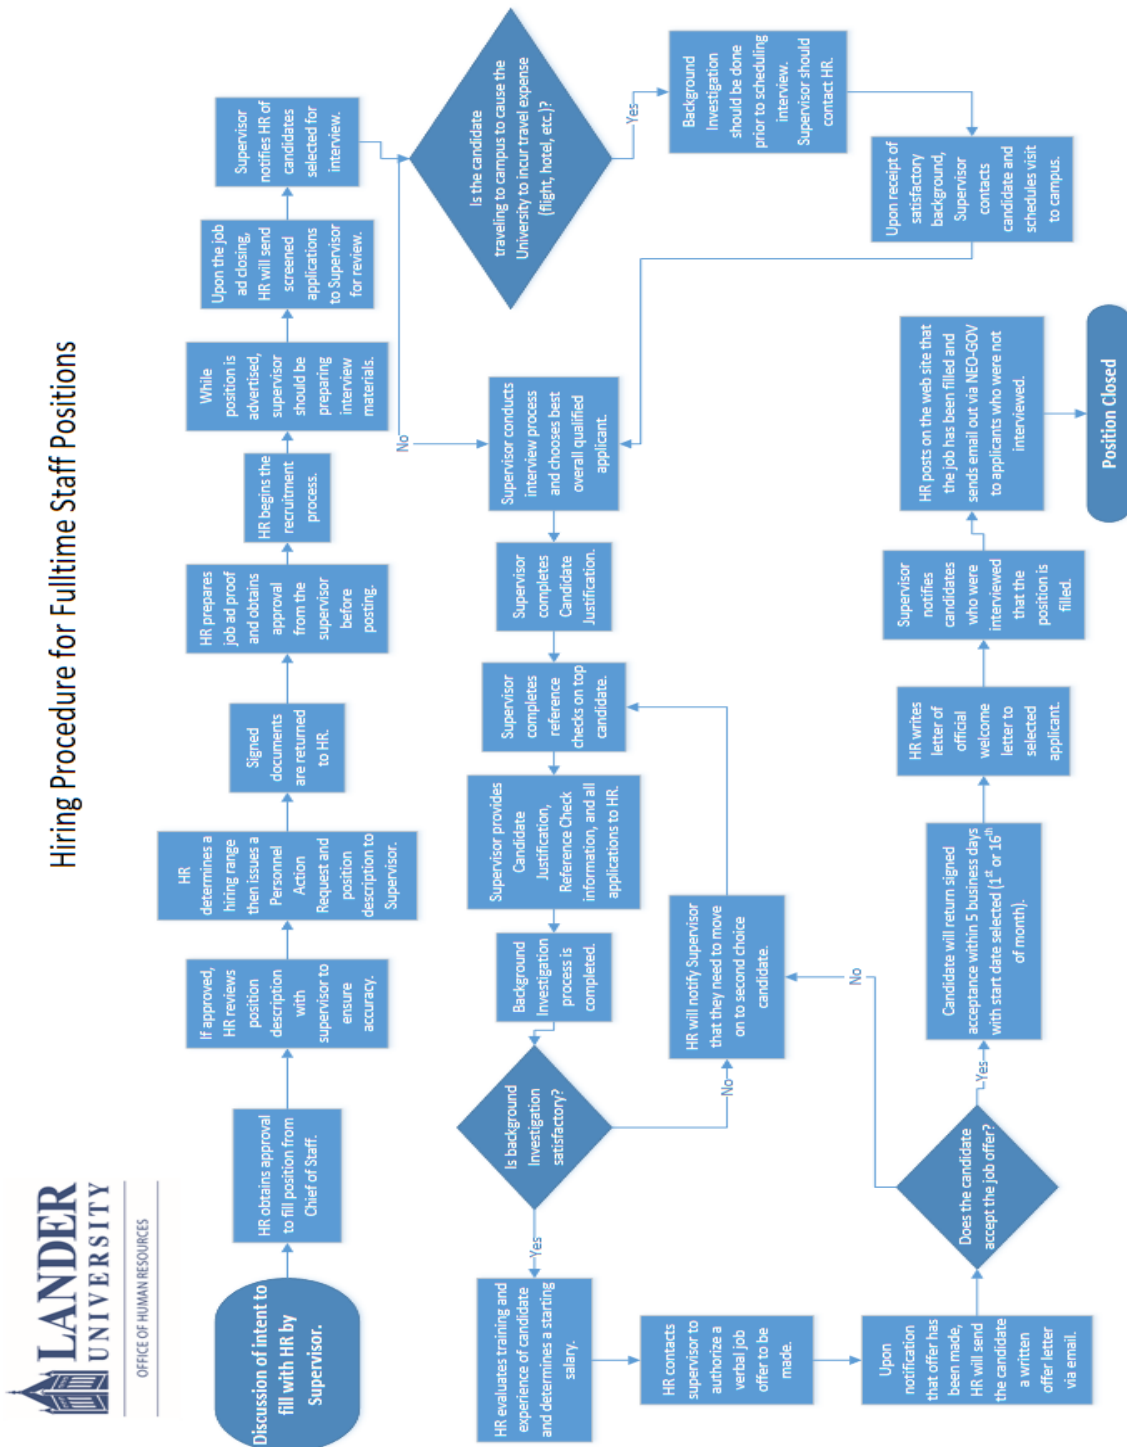 LANDER
UNIVERSITY
OFFICE OF HUMAN RESOURCES
Hiring Procedure for Fulltime Staff Positions
Discussion of intent to
fill with HR by
Supervisor.
HR obtains approval
to fill position from
Chief of Staff.
If approved,
HR reviews
position
description
with
supervisor to
ensure
accuracy.
HR
determines a
hiring range
then issues a
Personnel
Action
Request and
position
description to
Supervisor.
Signed
documents
are returned
to HR.
HR prepares
job ad proof
and obtains
approval
from the
supervisor
before
posting.
HR begins the
recruitment
process.
While
position is
advertised,
supervisor
should be
preparing
interview
materials.
Upon the job
ad closing,
HR will send
screened
applications
to Supervisor
for review.
Supervisor
notifies HR of
candidates
selected for
interview.
Is the candidate
traveling to campus to cause the
University to incur travel expense
(flight, hotel, etc.)?
Yes
Background
Investigation
should be done
prior to scheduling
interview.
Supervisor should
contact HR.
Upon receipt of
satisfactory
background,
Supervisor
contacts
candidate and
schedules visit
to campus.
No
Supervisor conducts
interview process
and chooses best
overall qualified
applicant.
Supervisor
completes
Candidate
Justification.
Supervisor
completes
reference
checks on top
candidate.
Supervisor provides
Candidate
Justification,
Reference Check
information, and all
applications to HR.
Background
Investigation
process is
completed.
Is background
Investigation
satisfactory?
No
HR will notify Supervisor
that they need to move
on to second choice
candidate.
Yes
HR evaluates training and
experience of candidate
and determines a starting
salary.
HR contacts
supervisor to
authorize a
verbal job
offer to be
made.
Upon
notification
that offer has
been made,
HR will send
the candidate
a written
offer letter
via email.
Does the candidate
accept the job offer?
No
Yes
Candidate will return signed
acceptance within 5 business days
with start date selected (1st or 16th
of month).
HR writes
letter of
official
welcome
letter to
selected
applicant.
Supervisor
notifies
candidates
who were
interviewed
that the
position is
filled.
HR posts on the web site that
the job has been filled and
sends email out via NEO-GOV
to applicants who were not
interviewed.
Position Closed